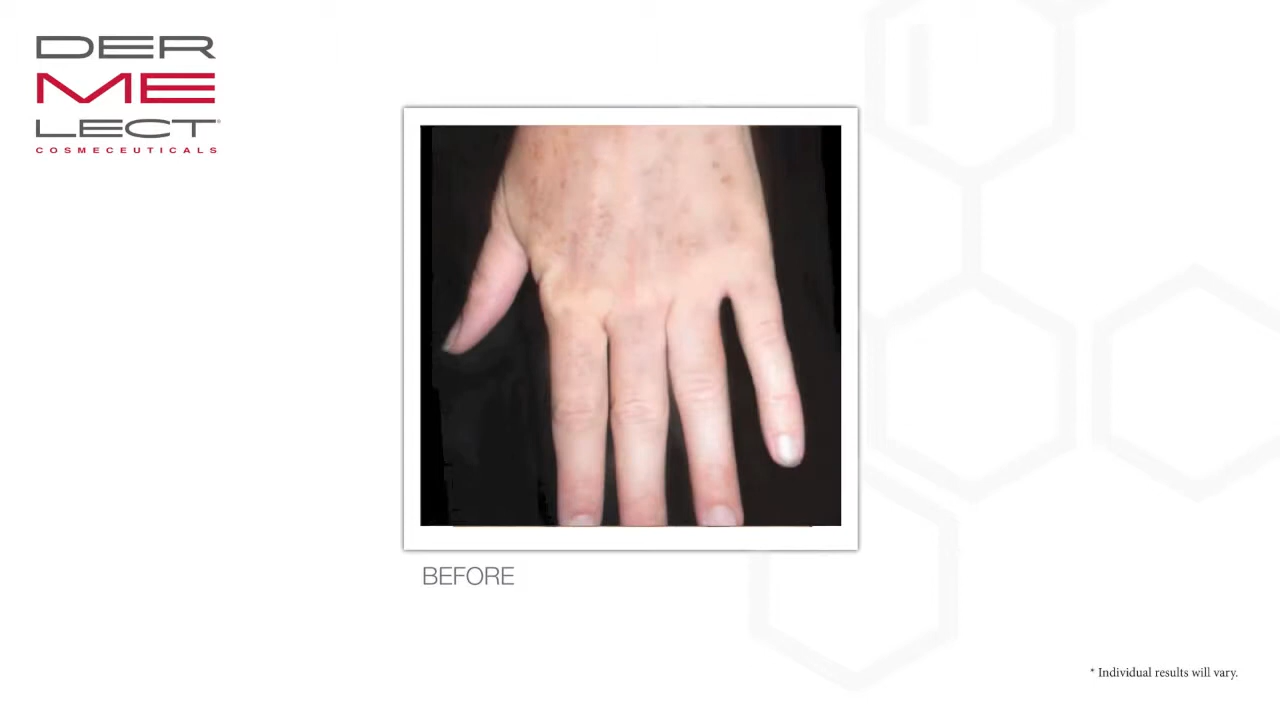 DER
ME
LECT®
COSMECEUTICALS
BEFORE
* Individual results will vary.